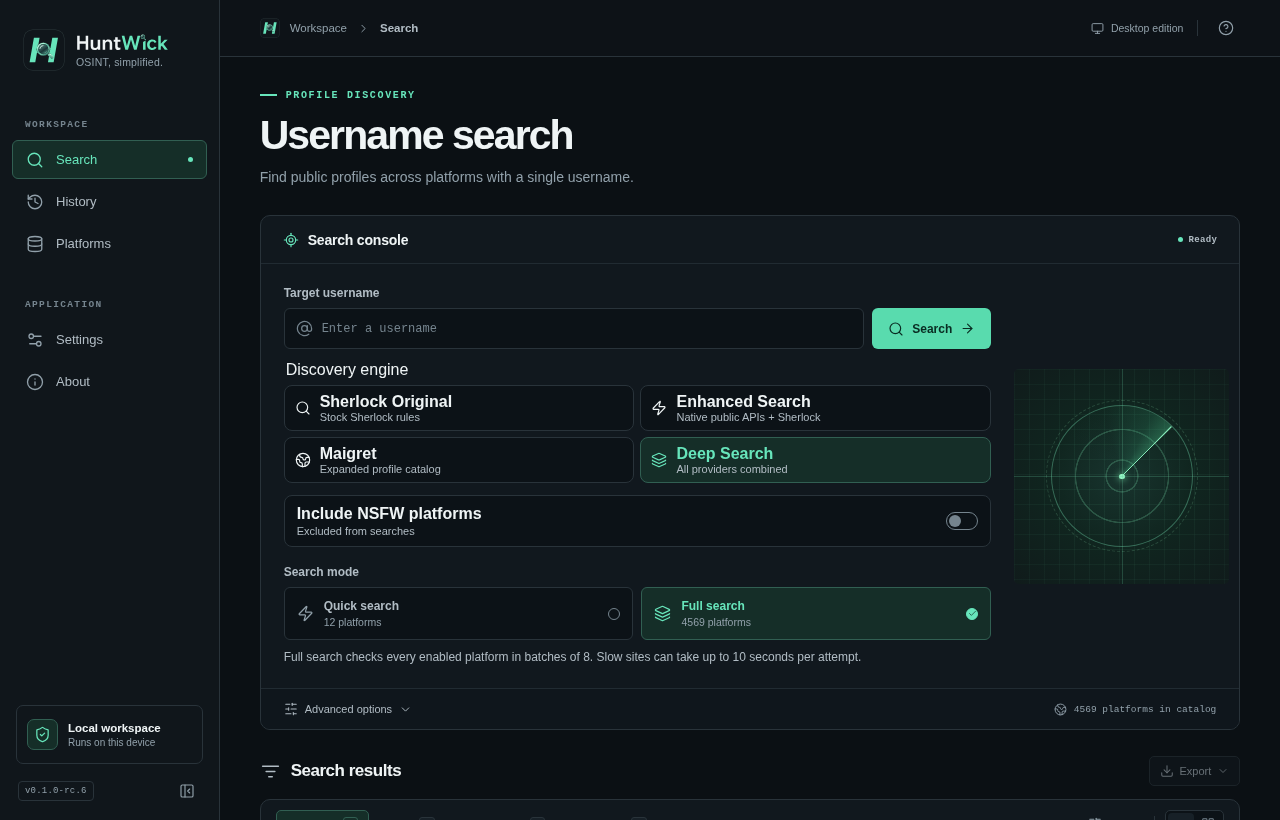 HuntWick
OSINT, simplified.
WORKSPACE
Search
History
Platforms
APPLICATION
Settings
About
Local workspace
Runs on this device
v0.1.0-rc.6
Workspace > Search
Desktop edition
PROFILE DISCOVERY
Username search
Find public profiles across platforms with a single username.
Search console
Ready
Target username
Enter a username
Search
Discovery engine
Sherlock Original
Stock Sherlock rules
Enhanced Search
Native public APIs + Sherlock
Maigret
Expanded profile catalog
Deep Search
All providers combined
Include NSFW platforms
Excluded from searches
Search mode
Quick search
12 platforms
Full search
4569 platforms
Full search checks every enabled platform in batches of 8. Slow sites can take up to 10 seconds per attempt.
Advanced options
4569 platforms in catalog
Search results
Export